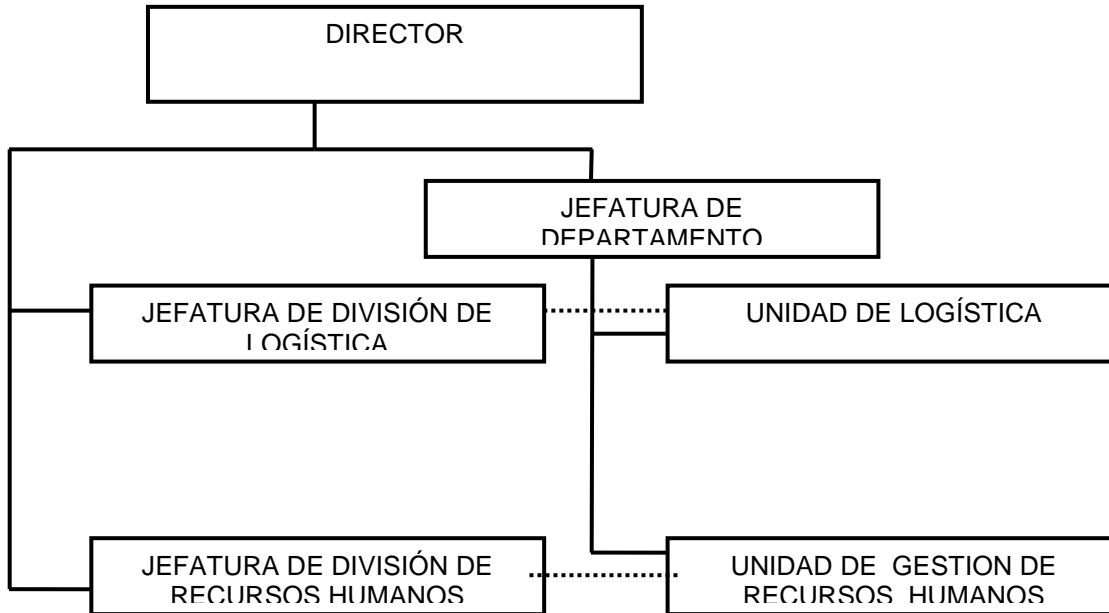 DIRECTOR
JEFATURA DE
DEPARTAMENTO
JEFATURA DE DIVISIÓN DE
LOGÍSTICA
UNIDAD DE LOGÍSTICA
JEFATURA DE DIVISIÓN DE
RECURSOS HUMANOS
UNIDAD DE GESTION DE
RECURSOS HUMANOS